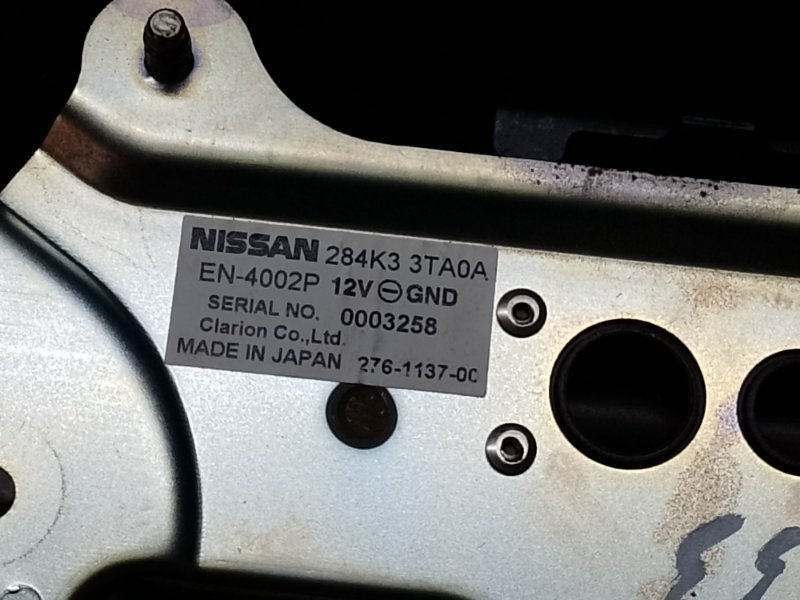 NISSAN 284K3 3TA0A
EN-4002P 12V ⊖ GND
SERIAL NO. 0003258
Clarion Co.,Ltd.
MADE IN JAPAN 276-1137-00